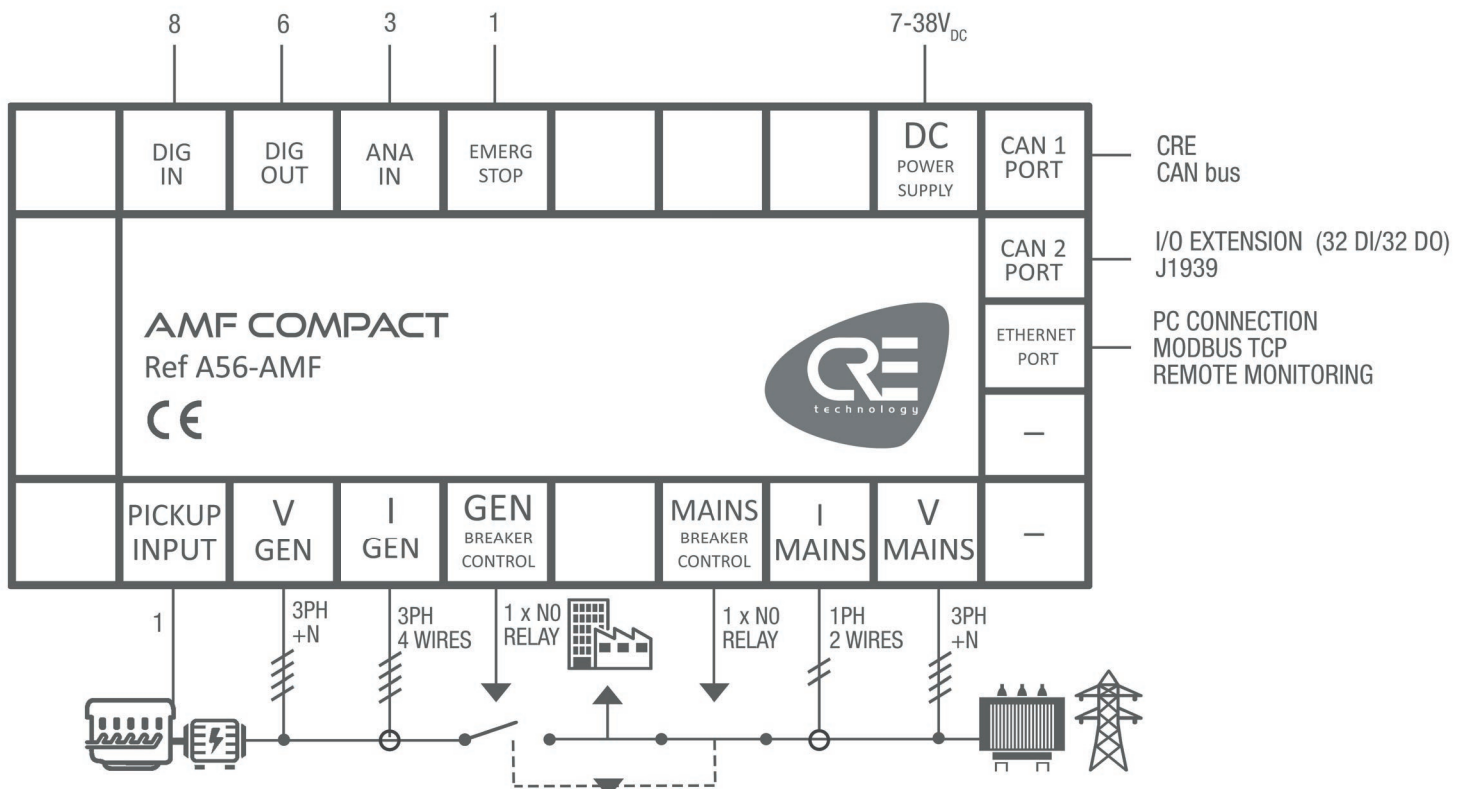 8
6
3
1
7-38VDC
DIG
IN
DIG
OUT
ANA
IN
EMERG
STOP
DC
POWER
SUPPLY
CAN 1
PORT
CRE
CAN bus
CAN 2
PORT
I/O EXTENSION (32 DI/32 DO)
J1939
ETHERNET
PORT
PC CONNECTION
MODBUS TCP
REMOTE MONITORING
AMF COMPACT
Ref A56-AMF
CE
CRE
technology
–
–
PICKUP
INPUT
V
GEN
I
GEN
GEN
BREAKER
CONTROL
MAINS
BREAKER
CONTROL
I
MAINS
V
MAINS
1
3PH
+N
3PH
4 WIRES
1 x NO
RELAY
1 x NO
RELAY
1PH
2 WIRES
3PH
+N